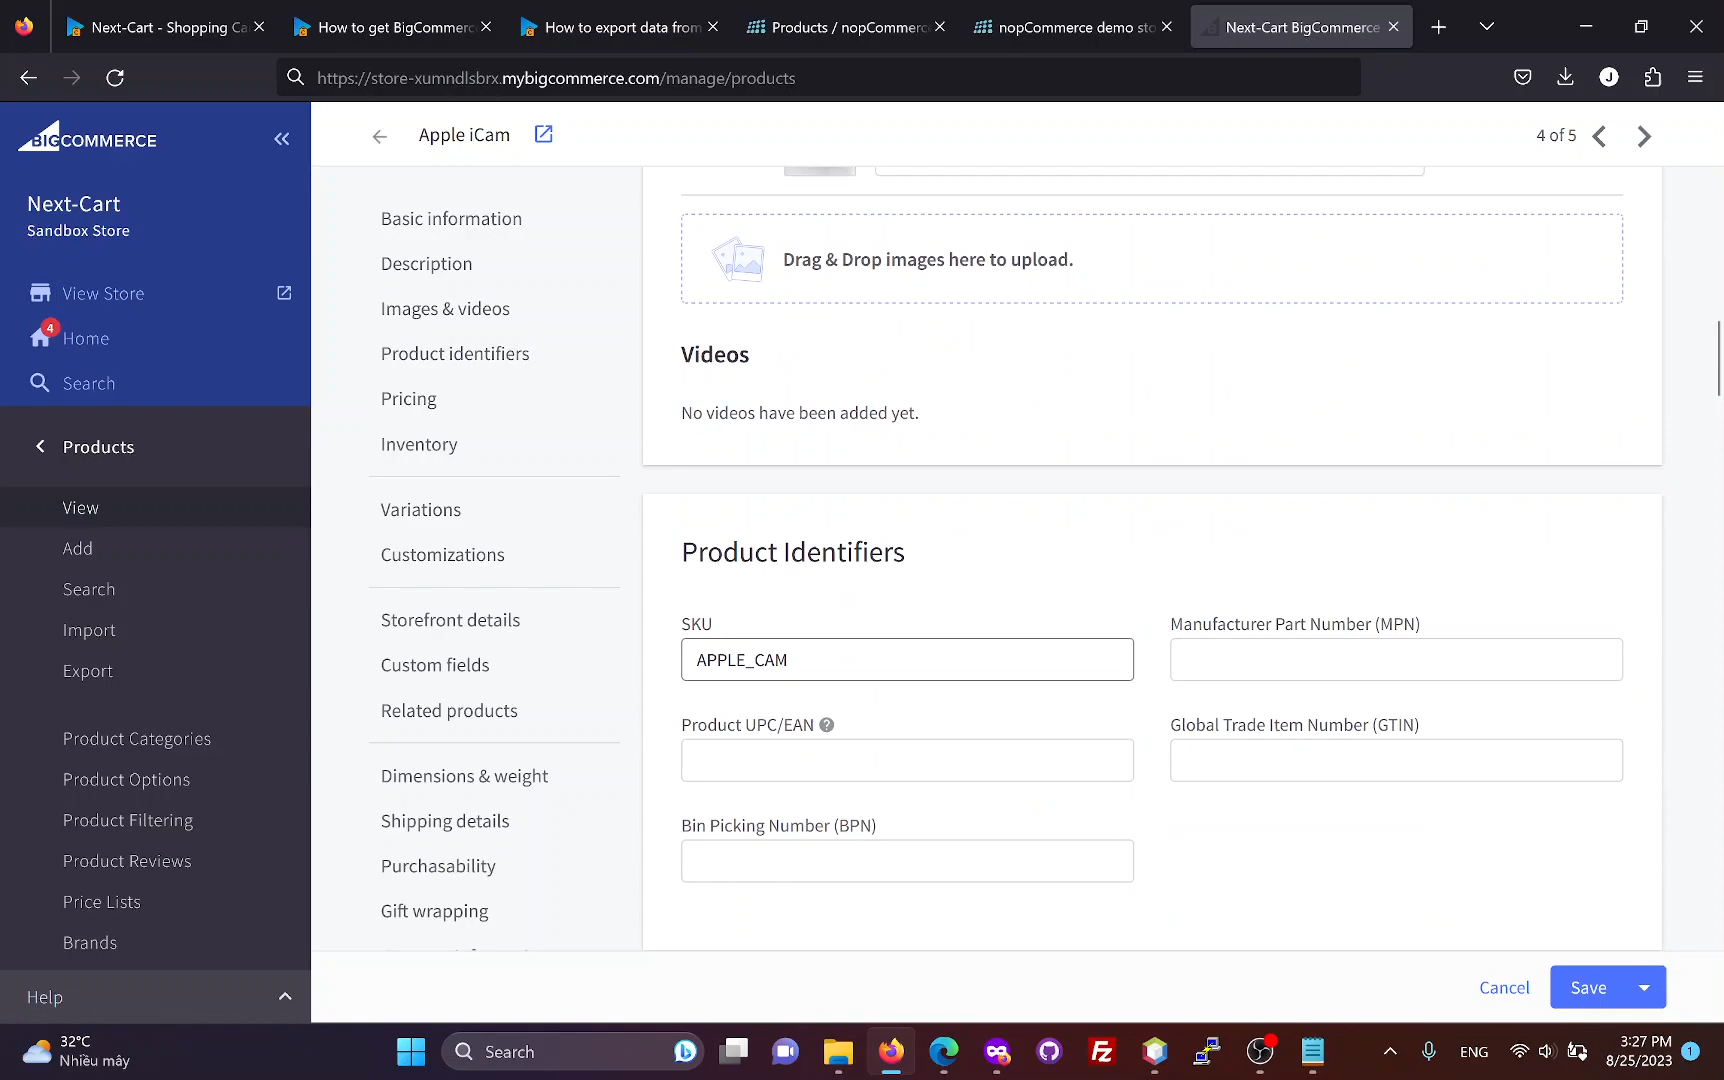 Next-Cart - Shopping Ca
How to get BigCommerc
How to export data from
Products / nopCommerc
nopCommerce demo sto
Next-Cart BigCommerce
https://store-xumndlsbrx.mybigcommerce.com/manage/products
J
BIGCOMMERCE
Next-Cart
Sandbox Store
View Store
4
Home
Search
Products
View
Add
Search
Import
Export
Product Categories
Product Options
Product Filtering
Product Reviews
Price Lists
Brands
Help
Apple iCam
4 of 5
Basic information
Description
Images & videos
Product identifiers
Pricing
Inventory
Variations
Customizations
Storefront details
Custom fields
Related products
Dimensions & weight
Shipping details
Purchasability
Gift wrapping
Drag & Drop images here to upload.
Videos
No videos have been added yet.
Product Identifiers
SKU
Manufacturer Part Number (MPN)
APPLE_CAM
Product UPC/EAN ?
Global Trade Item Number (GTIN)
Bin Picking Number (BPN)
Cancel
Save
32°C
Nhiều mây
Search
ENG
3:27 PM
8/25/2023
1